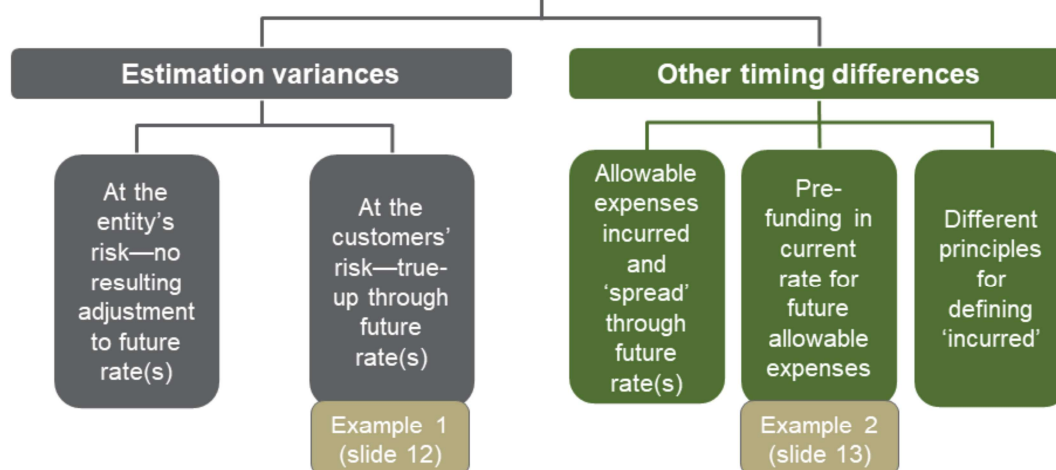 Estimation variances
Other timing differences
At the
entity’s
risk—no
resulting
adjustment
to future
rate(s)
At the
customers’
risk—true-
up through
future
rate(s)
Example 1
(slide 12)
Allowable
expenses
incurred
and
‘spread’
through
future
rate(s)
Pre-
funding in
current
rate for
future
allowable
expenses
Example 2
(slide 13)
Different
principles
for
defining
‘incurred’